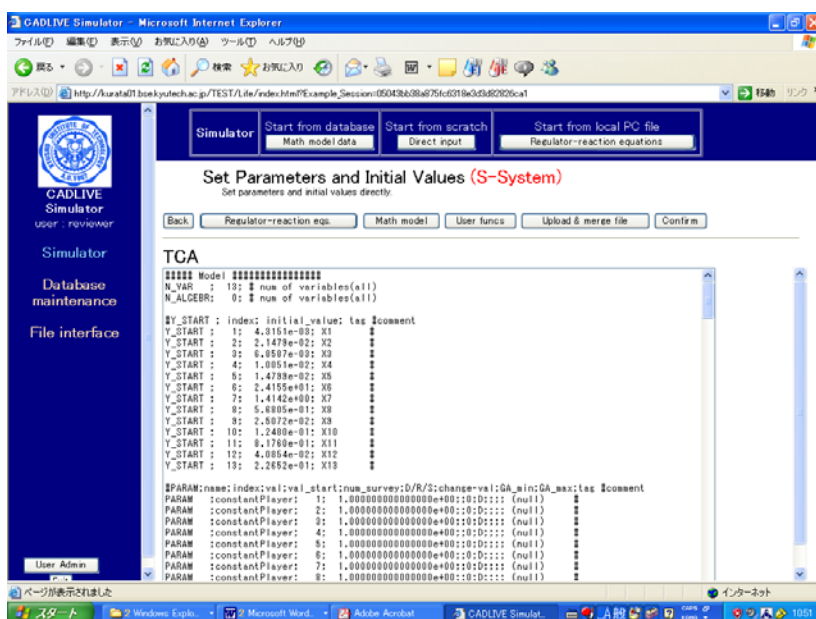 CADLIVE Simulator - Microsoft Internet Explorer
ファイル(F) 編集(E) 表示(V) お気に入り(A) ツール(T) ヘルプ(H)
戻る 検索 お気に入り
アドレス(D) http://kurata01.bse.kyutech.ac.jp/TEST/Lite/index.html?Example_Session=05043bb38a875fc6318e3d3d82826ca1 移動 リンク
Simulator
Start from database
Math model data
Start from scratch
Direct input
Start from local PC file
Regulator-reaction equations
CADLIVE
Simulator
user : reviewer
Simulator
Database
maintenance
File interface
User Admin
Set Parameters and Initial Values (S-System)
Set parameters and initial values directly.
Back Regulator-reaction eqs. Math model User funcs Upload & merge file Confirm
TCA
##### Model ################
N_VAR : 13; # num of variables(all)
N_ALGEBR: 0; # num of variables(all)
#Y_START ; index; initial_value; tag #comment
Y_START : 1; 4.3151e-03; X1 #
Y_START : 2; 2.1479e-02; X2 #
Y_START : 3; 6.0587e-03; X3 #
Y_START : 4; 1.0051e-02; X4 #
Y_START : 5; 1.4799e-02; X5 #
Y_START : 6; 2.4155e+01; X6 #
Y_START : 7; 1.4142e+00; X7 #
Y_START : 8; 5.6805e-01; X8 #
Y_START : 9; 2.5072e-02; X9 #
Y_START : 10; 1.2480e-01; X10 #
Y_START : 11; 8.1760e-01; X11 #
Y_START : 12; 4.0854e-02; X12 #
Y_START : 13; 2.2652e-01; X13 #
#PARAM;name;index;val;val_start;num_survey;D/R/S;change-val;GA_min;GA_max;tag #comment
PARAM :constantPlayer; 1; 1.000000000000000e+00;;0;D;;;; (null) #
PARAM :constantPlayer; 2; 1.000000000000000e+00;;0;D;;;; (null) #
PARAM :constantPlayer; 3; 1.000000000000000e+00;;0;D;;;; (null) #
PARAM :constantPlayer; 4; 1.000000000000000e+00;;0;D;;;; (null) #
PARAM :constantPlayer; 5; 1.000000000000000e+00;;0;D;;;; (null) #
PARAM :constantPlayer; 6; 1.000000000000000e+00;;0;D;;;; (null) #
PARAM :constantPlayer; 7; 1.000000000000000e+00;;0;D;;;; (null) #
PARAM :constantPlayer; 8; 1.000000000000000e+00;;0;D;;;; (null) #
ページが表示されました インターネット
スタート 2 Windows Explo.. 2 Microsoft Word.. Adobe Acrobat CADLIVE Simulat.. A 般 CAPS 1051